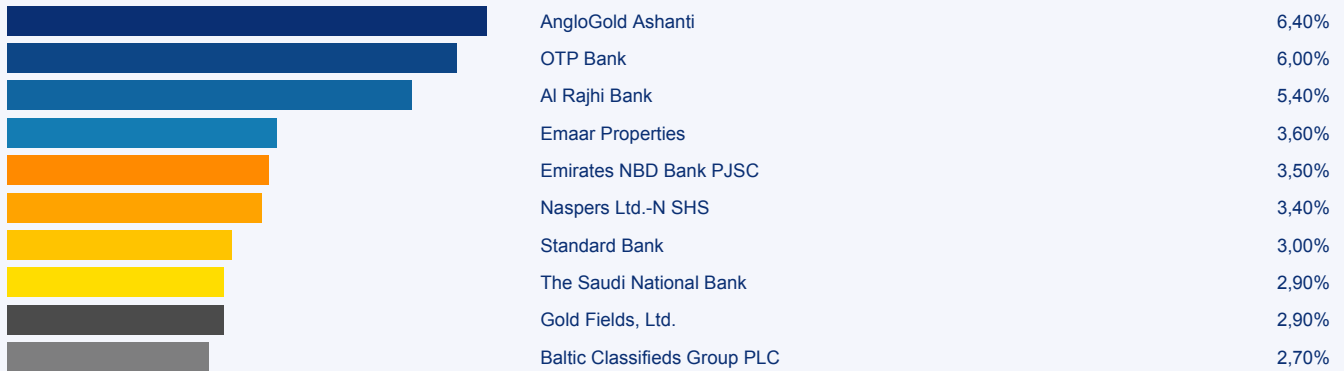 AngloGold Ashanti 6,40%
OTP Bank 6,00%
Al Rajhi Bank 5,40%
Emaar Properties 3,60%
Emirates NBD Bank PJSC 3,50%
Naspers Ltd.-N SHS 3,40%
Standard Bank 3,00%
The Saudi National Bank 2,90%
Gold Fields, Ltd. 2,90%
Baltic Classifieds Group PLC 2,70%